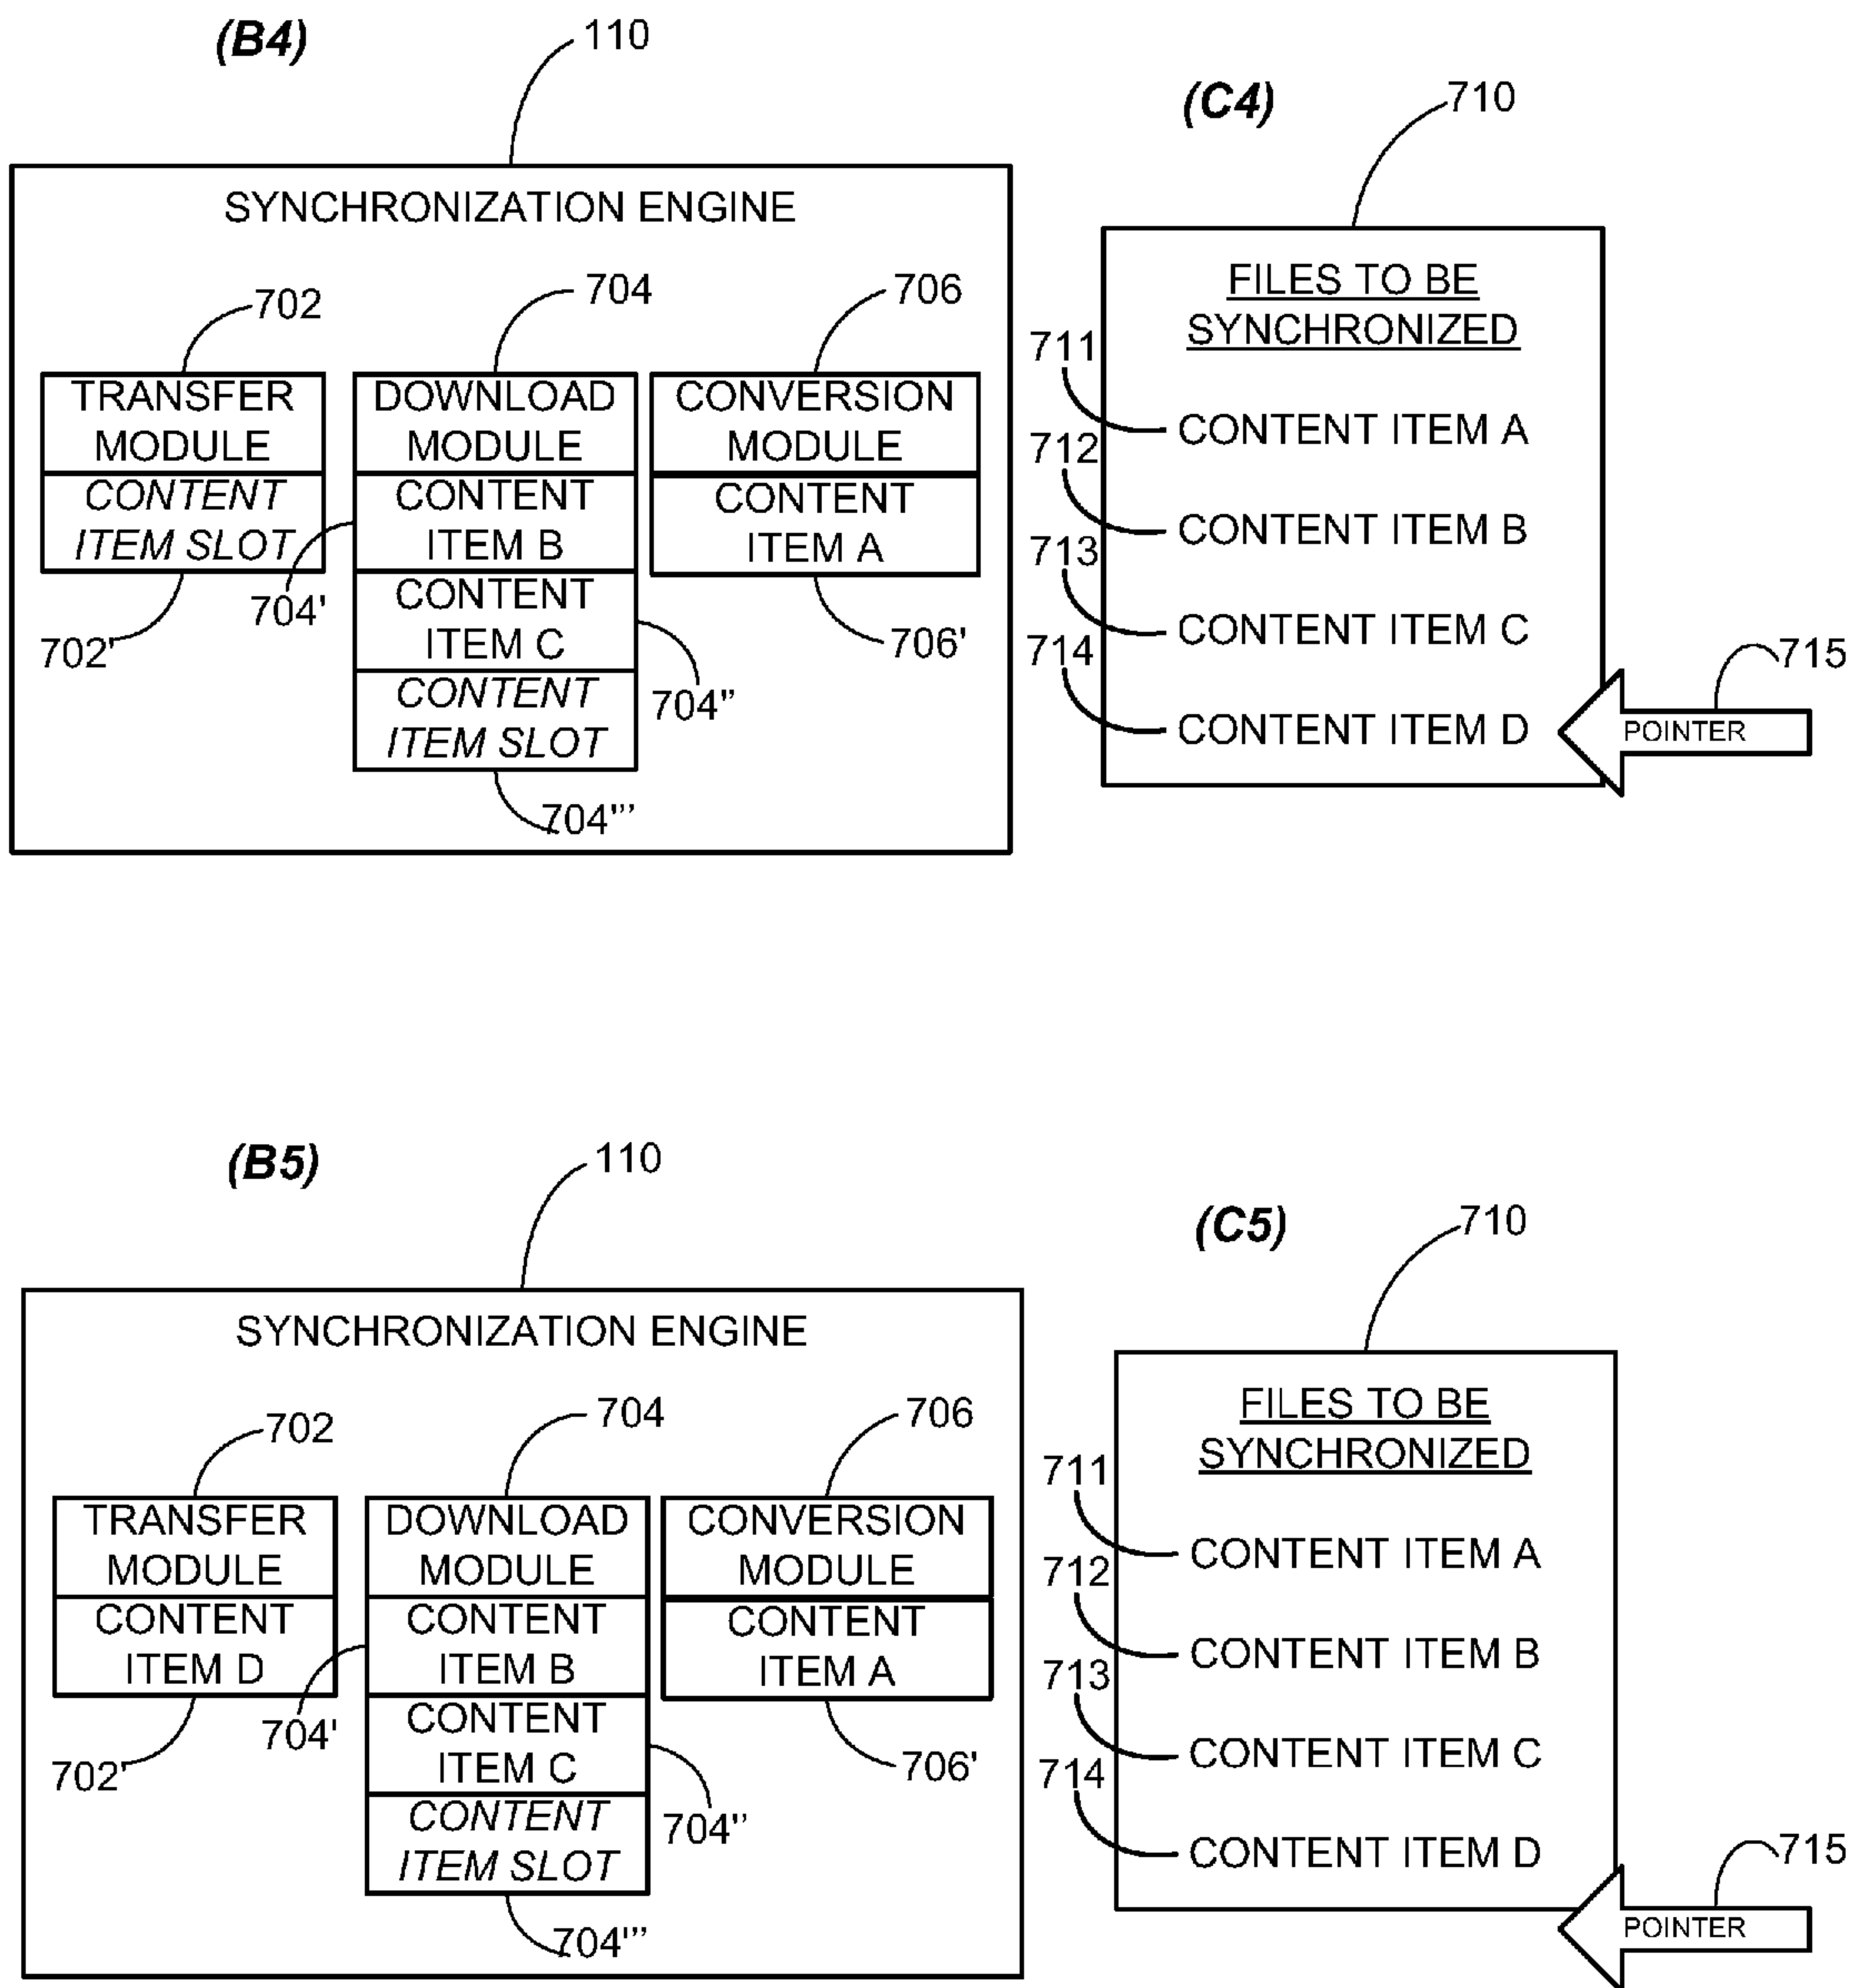 (B4)
110
(C4)
710
SYNCHRONIZATION ENGINE
702
704
706
TRANSFER
MODULE
CONTENT
ITEM SLOT
702'
DOWNLOAD
MODULE
CONTENT
ITEM B
CONTENT
ITEM C
CONTENT
ITEM SLOT
704'
704''
704'''
CONVERSION
MODULE
CONTENT
ITEM A
706'
FILES TO BE
SYNCHRONIZED
711
CONTENT ITEM A
712
CONTENT ITEM B
713
CONTENT ITEM C
714
CONTENT ITEM D
715
POINTER
(B5)
110
(C5)
710
SYNCHRONIZATION ENGINE
702
704
706
TRANSFER
MODULE
CONTENT
ITEM D
702'
DOWNLOAD
MODULE
CONTENT
ITEM B
CONTENT
ITEM C
CONTENT
ITEM SLOT
704'
704''
704'''
CONVERSION
MODULE
CONTENT
ITEM A
706'
FILES TO BE
SYNCHRONIZED
711
CONTENT ITEM A
712
CONTENT ITEM B
713
CONTENT ITEM C
714
CONTENT ITEM D
715
POINTER